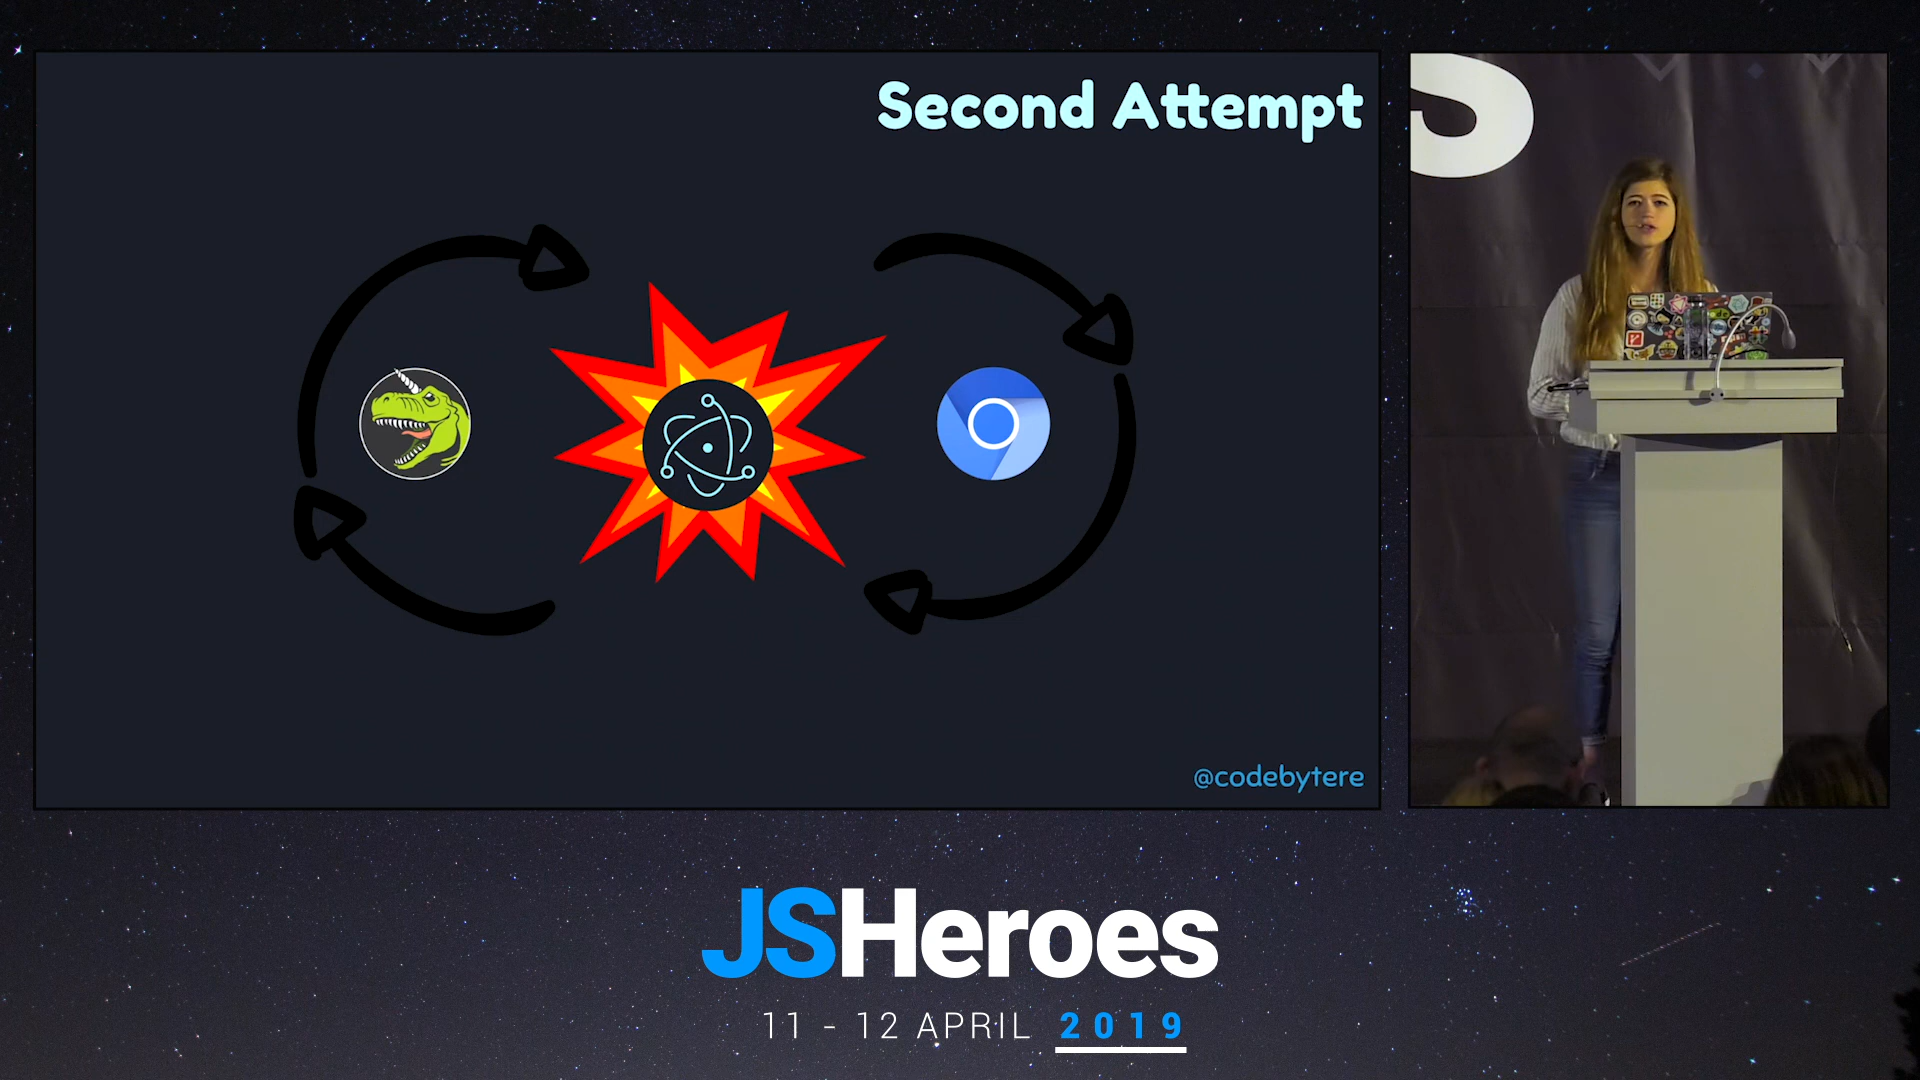 Second Attempt
@codebytere
S
JSHeroes
11 - 12 APRIL 2019